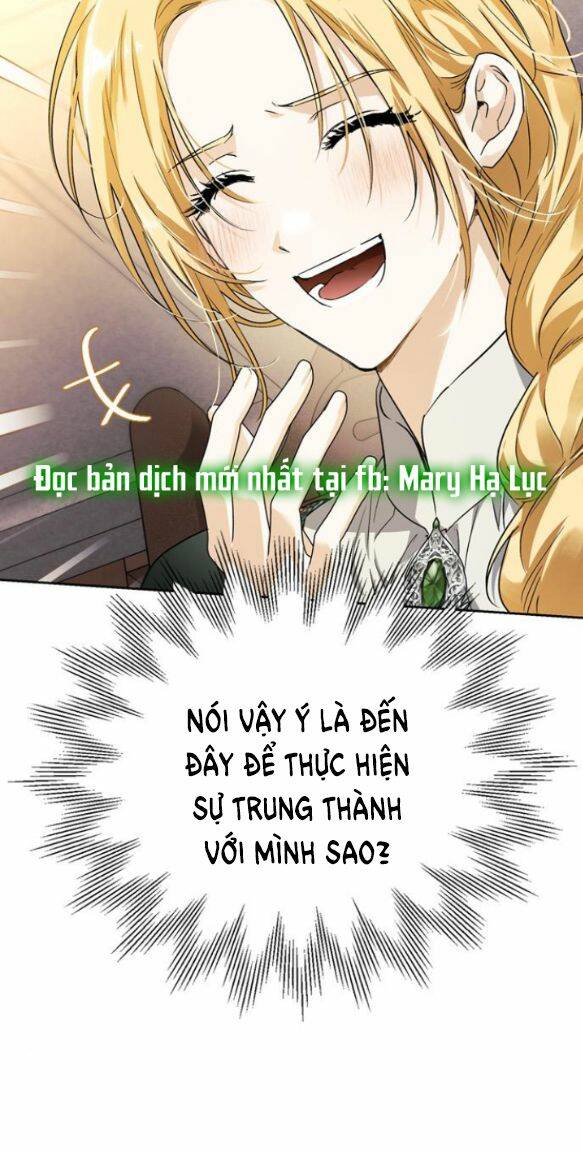 Đọc bản dịch mới nhất tại fb: Mary Hạ Lục
NÓI VẬY Ý LÀ ĐẾN
ĐÂY ĐỂ THỰC HIỆN
SỰ TRUNG THÀNH
VỚI MÌNH SAO?